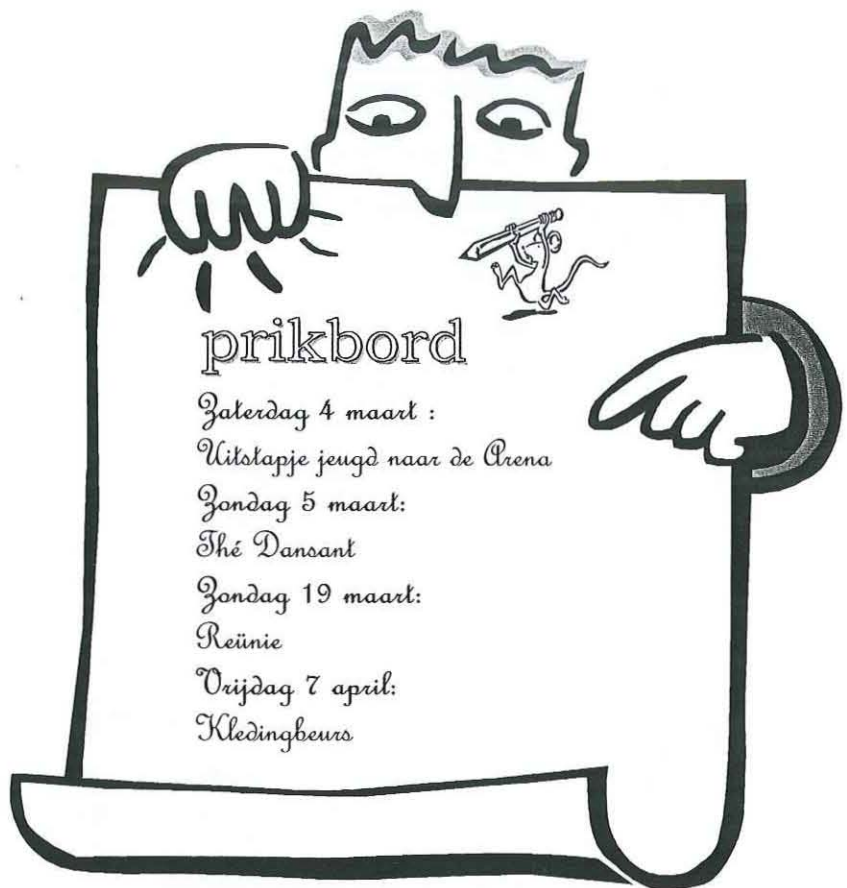 prikbord
Zaterdag 4 maart :
Uitstapje jeugd naar de Arena
Zondag 5 maart:
Thé Dansant
Zondag 19 maart:
Reünie
Vrijdag 7 april:
Kledingbeurs